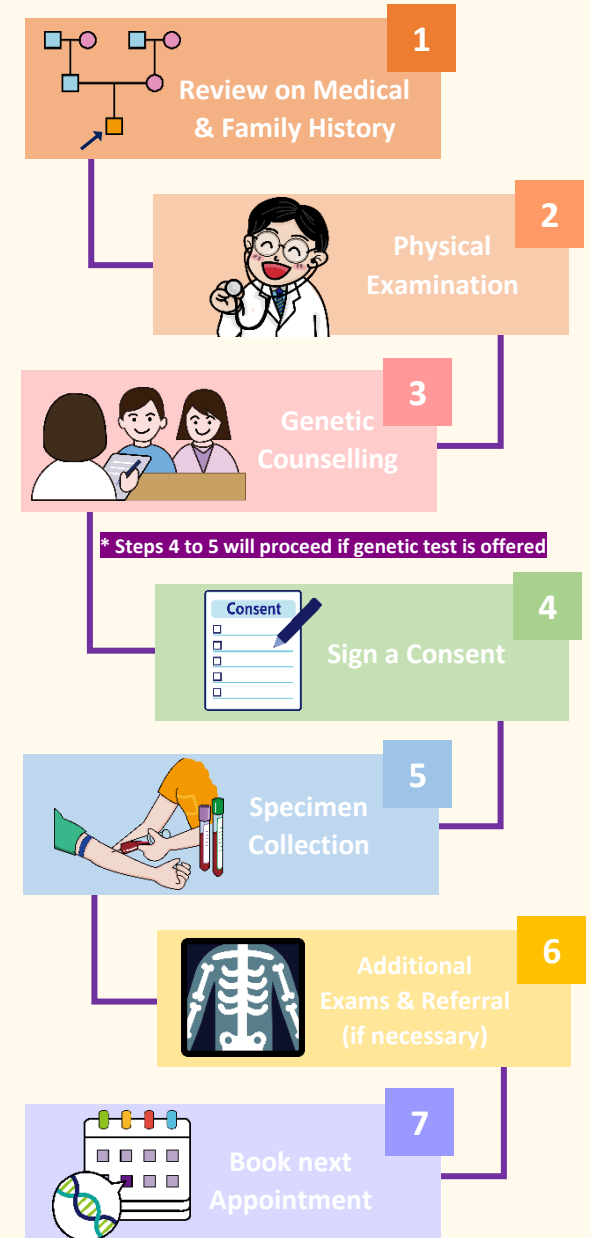 1
Review on Medical
& Family History
2
Physical
Examination
3
Genetic
Counselling
* Steps 4 to 5 will proceed if genetic test is offered
4
Consent
Sign a Consent
5
Specimen
Collection
6
Additional
Exams & Referral
(if necessary)
7
Book next
Appointment